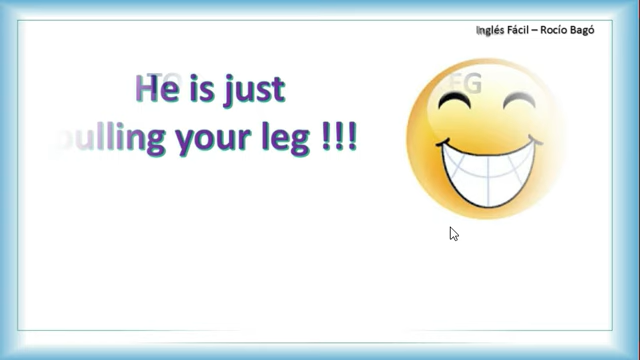 Inglés Fácil – Rocío Bagó
He is just
pulling your leg !!!